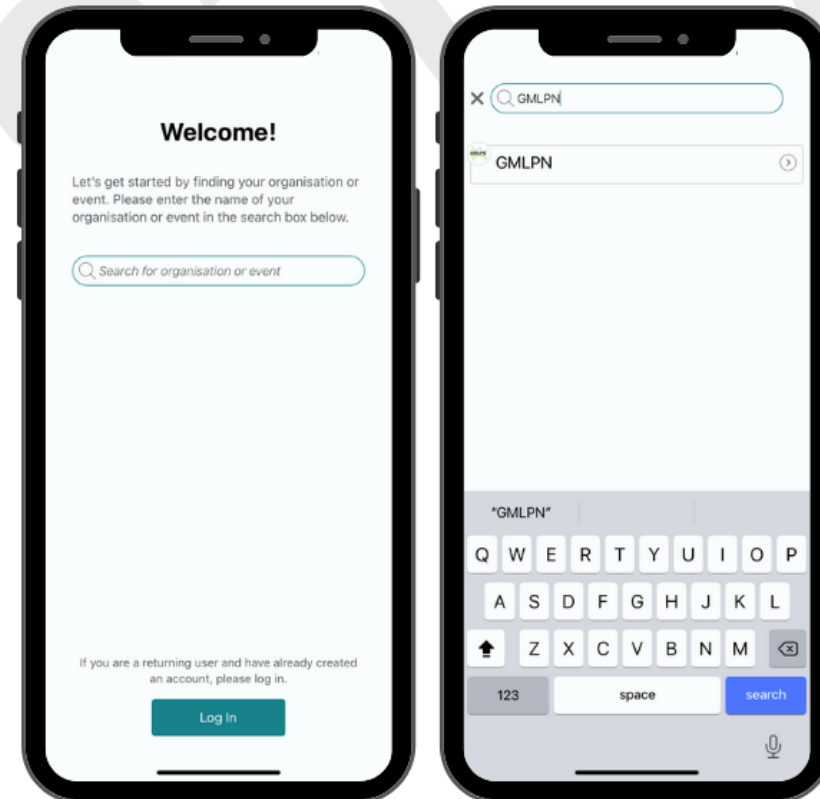 Welcome!
Let's get started by finding your organisation or
event. Please enter the name of your
organisation or event in the search box below.
Search for organisation or event
If you are a returning user and have already created
an account, please log in.
Log In
GMLPN
GMLPN
"GMLPN"
Q W E R T Y U I O P
A S D F G H J K L
Z X C V B N M
123 space search